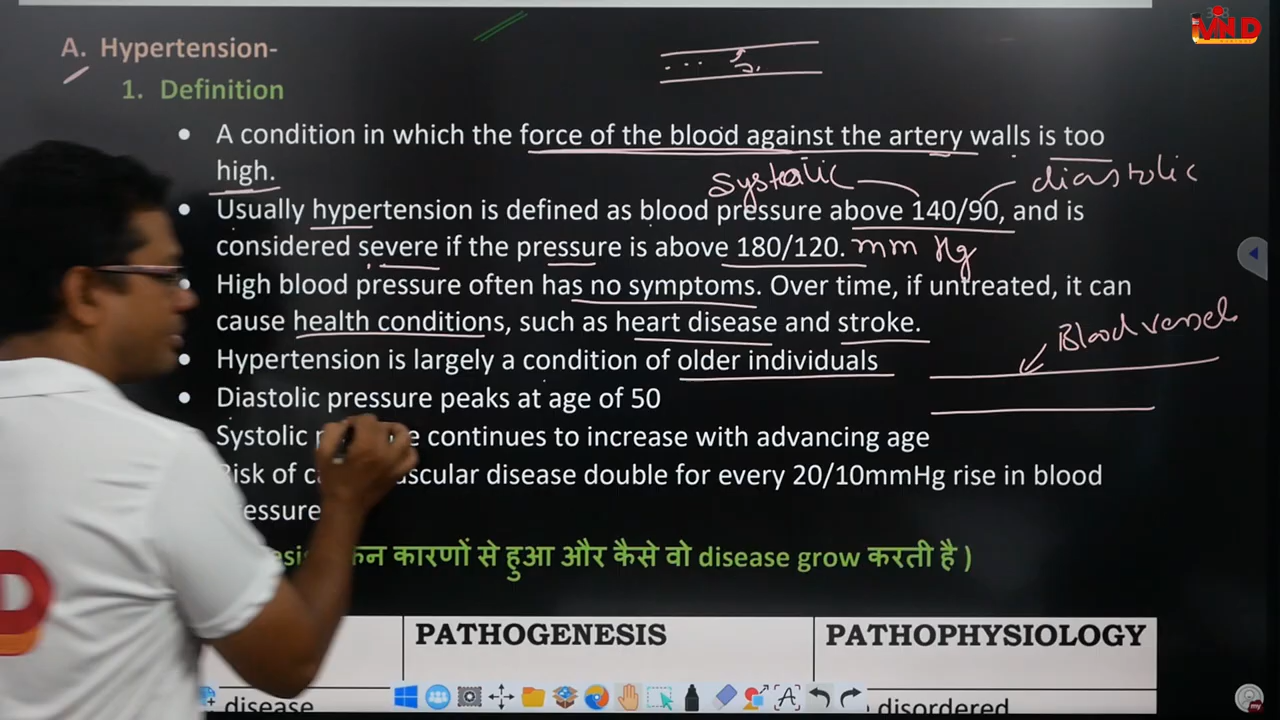 VND
A. Hypertension-
1. Definition
• A condition in which the force of the blood against the artery walls is too
high.
Systolic diastolic
• Usually hypertension is defined as blood pressure above 140/90, and is
considered severe if the pressure is above 180/120. mm Hg
• High blood pressure often has no symptoms. Over time, if untreated, it can
cause health conditions, such as heart disease and stroke.
Blood vessels
• Hypertension is largely a condition of older individuals
• Diastolic pressure peaks at age of 50
Systolic continues to increase with advancing age
disease double for every 20/10mmHg rise in blood
कारणों से हुआ और कैसे वो disease grow करती है )
PATHOGENESIS PATHOPHYSIOLOGY
disease disordered
D